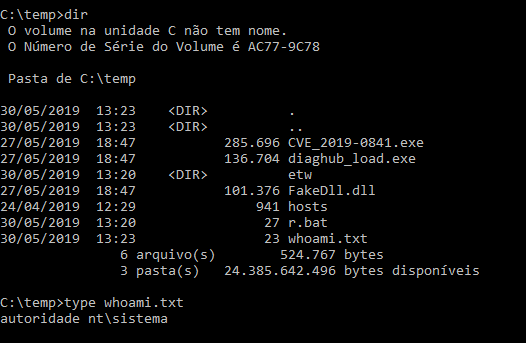 C:\temp>dir
O volume na unidade C não tem nome.
O Número de Série do Volume é AC77-9C78
Pasta de C:\temp
30/05/2019  13:23    <DIR>          .
30/05/2019  13:23    <DIR>          ..
27/05/2019  18:47           285.696 CVE_2019-0841.exe
27/05/2019  18:47           136.704 diaghub_load.exe
30/05/2019  13:20    <DIR>          etw
27/05/2019  18:47           101.376 FakeDll.dll
24/04/2019  12:29               941 hosts
30/05/2019  13:20                27 r.bat
30/05/2019  13:23                23 whoami.txt
6 arquivo(s)        524.767 bytes
3 pasta(s)   24.385.642.496 bytes disponíveis
C:\temp>type whoami.txt
autoridade nt\sistema